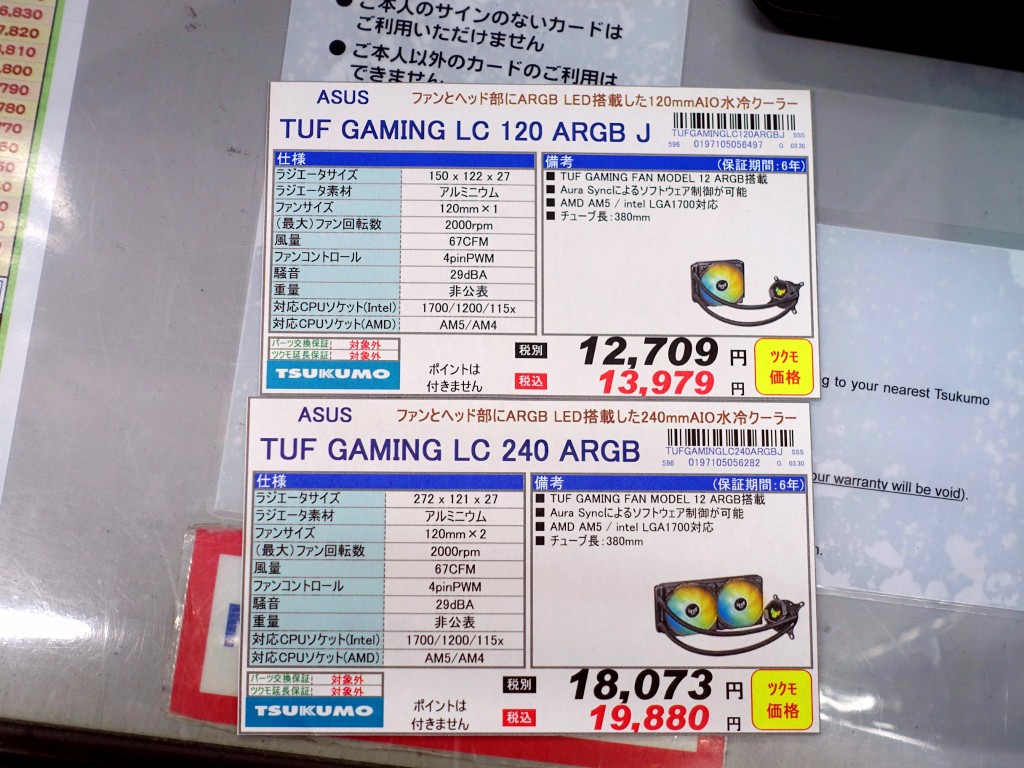 6,830
7,820
,810
,800
790
780
770
60
50
50
0
ご本人のサインのないカードは
ご利用いただけません
● ご本人以外のカードのご利用は
できません
ASUS
ファンとヘッド部にARGB LED搭載した120mmAIO水冷クーラー
TUF GAMING LC 120 ARGB J
TUFGAMINGLC120ARGBJ SSS
596 0197105056497 G 03.30
仕様
ラジエータサイズ 150 x 122 x 27
ラジエータ素材 アルミニウム
ファンサイズ 120mm×1
(最大)ファン回転数 2000rpm
風量 67CFM
ファンコントロール 4pinPWM
騒音 29dBA
重量 非公表
対応CPUソケット(Intel) 1700/1200/115x
対応CPUソケット(AMD) AM5/AM4
備考 (保証期間:6年)
■ TUF GAMING FAN MODEL 12 ARGB搭載
■ Aura Syncによるソフトウェア制御が可能
■ AMD AM5 / intel LGA1700対応
■ チューブ長:380mm
パーツ交換保証 対象外
ツクモ延長保証 対象外
TSUKUMO
ポイントは
付きません
税別 12,709 円
税込 13,979 円
ツクモ
価格
g to your nearest Tsukumo
our warranty will be void).
n.
ASUS
ファンとヘッド部にARGB LED搭載した240mmAIO水冷クーラー
TUF GAMING LC 240 ARGB
TUFGAMINGLC240ARGBJ SSS
596 0197105056282 G 03.30
仕様
ラジエータサイズ 272 x 121 x 27
ラジエータ素材 アルミニウム
ファンサイズ 120mm×2
(最大)ファン回転数 2000rpm
風量 67CFM
ファンコントロール 4pinPWM
騒音 29dBA
重量 非公表
対応CPUソケット(Intel) 1700/1200/115x
対応CPUソケット(AMD) AM5/AM4
備考 (保証期間:6年)
■ TUF GAMING FAN MODEL 12 ARGB搭載
■ Aura Syncによるソフトウェア制御が可能
■ AMD AM5 / intel LGA1700対応
■ チューブ長:380mm
パーツ交換保証 対象外
ツクモ延長保証 対象外
TSUKUMO
ポイントは
付きません
税別 18,073 円
税込 19,880 円
ツクモ
価格